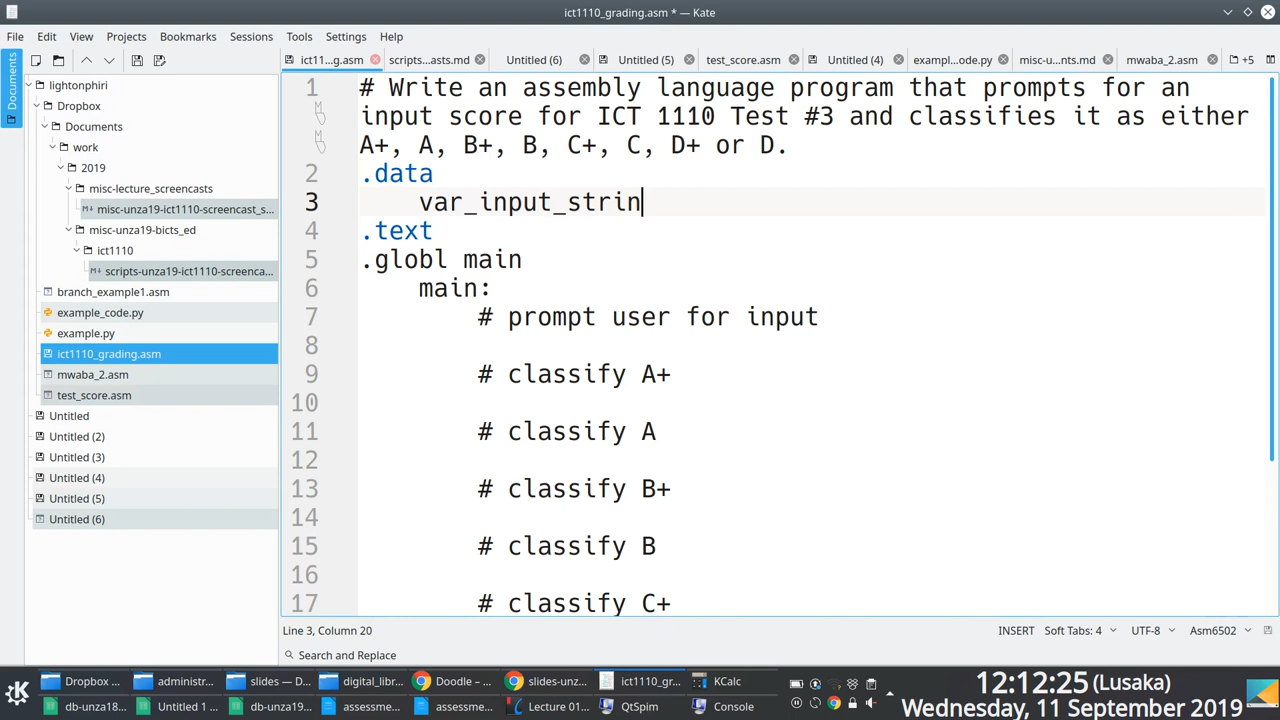 ict1110_grading.asm * — Kate
File Edit View Projects Bookmarks Sessions Tools Settings Help
Documents
ict11...g.asm scripts...asts.md Untitled (6) Untitled (5) test_score.asm Untitled (4) exampl...ode.py misc-u...nts.md mwaba_2.asm +5
lightonphiri
Dropbox
Documents
work
2019
misc-lecture_screencasts
misc-unza19-ict1110-screencast_s...
misc-unza19-bicts_ed
ict1110
scripts-unza19-ict1110-screenca...
branch_example1.asm
example_code.py
example.py
ict1110_grading.asm
mwaba_2.asm
test_score.asm
Untitled
Untitled (2)
Untitled (3)
Untitled (4)
Untitled (5)
Untitled (6)
1 # Write an assembly language program that prompts for an
input score for ICT 1110 Test #3 and classifies it as either
A+, A, B+, B, C+, C, D+ or D.
2 .data
3 var_input_strin
4 .text
5 .globl main
6 main:
7 # prompt user for input
8
9 # classify A+
10
11 # classify A
12
13 # classify B+
14
15 # classify B
16
17 # classify C+
Line 3, Column 20 INSERT Soft Tabs: 4 UTF-8 Asm6502
Search and Replace
Dropbox ... administr... slides — D... digital_libr... Doodle – ... slides-unz... ict1110_gr... KCalc
db-unza18... Untitled 1 ... db-unza19... assessme... assessme... Lecture 01... QtSpim Console
12:12:25 (Lusaka)
Wednesday, 11 September 2019